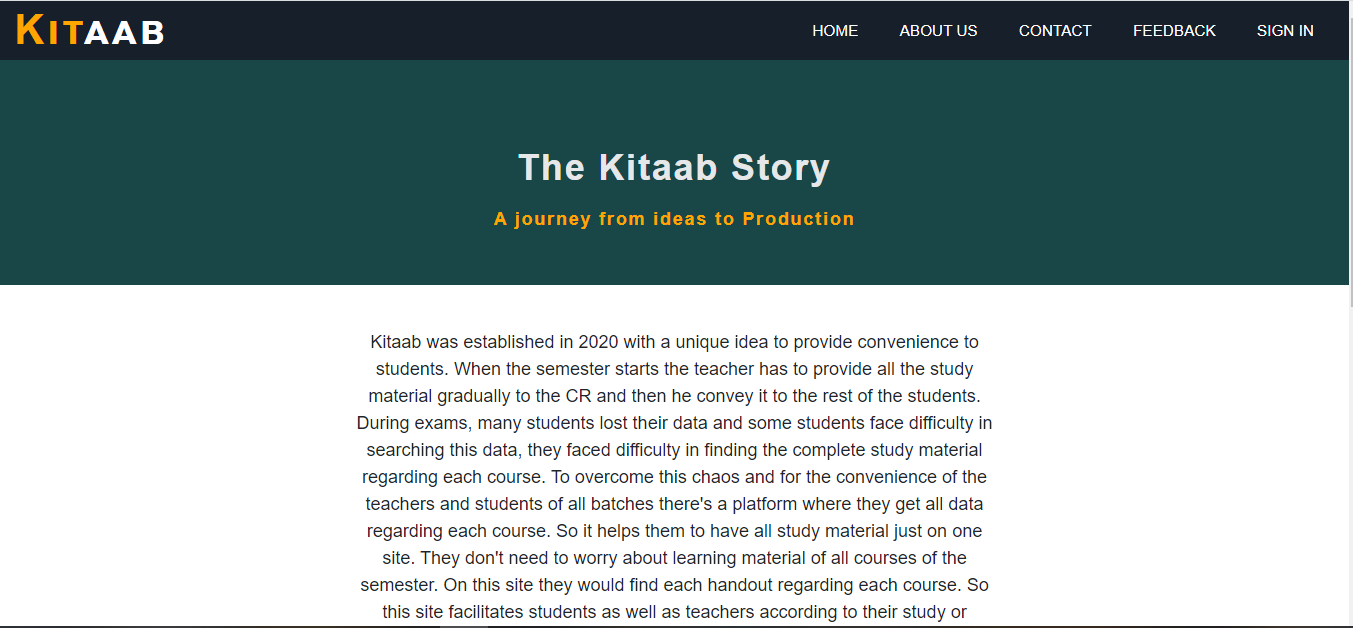 KITAAB
HOME ABOUT US CONTACT FEEDBACK SIGN IN
The Kitaab Story
A journey from ideas to Production
Kitaab was established in 2020 with a unique idea to provide convenience to
students. When the semester starts the teacher has to provide all the study
material gradually to the CR and then he convey it to the rest of the students.
During exams, many students lost their data and some students face difficulty in
searching this data, they faced difficulty in finding the complete study material
regarding each course. To overcome this chaos and for the convenience of the
teachers and students of all batches there's a platform where they get all data
regarding each course. So it helps them to have all study material just on one
site. They don't need to worry about learning material of all courses of the
semester. On this site they would find each handout regarding each course. So
this site facilitates students as well as teachers according to their study or